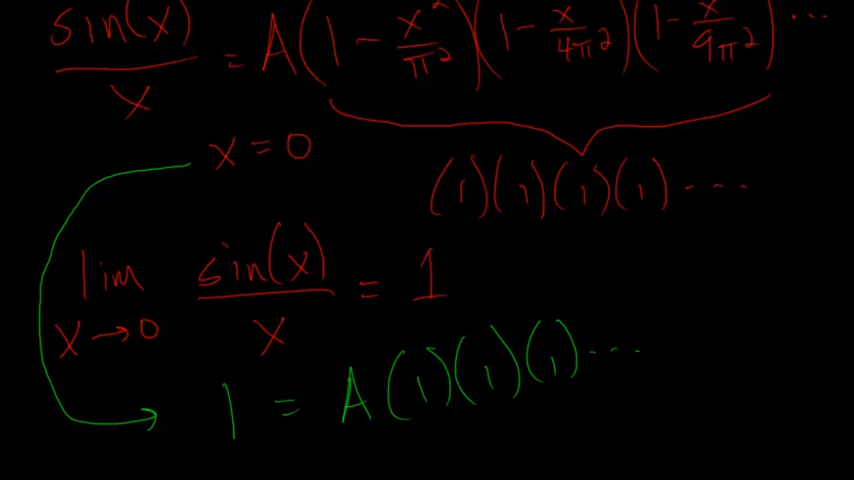 sin(x)/x = A(1 - x²/π²)(1 - x/4π²)(1 - x/9π²)...
x = 0
(1)(1)(1)(1)...
lim x→0 sin(x)/x = 1
1 = A(1)(1)(1)...